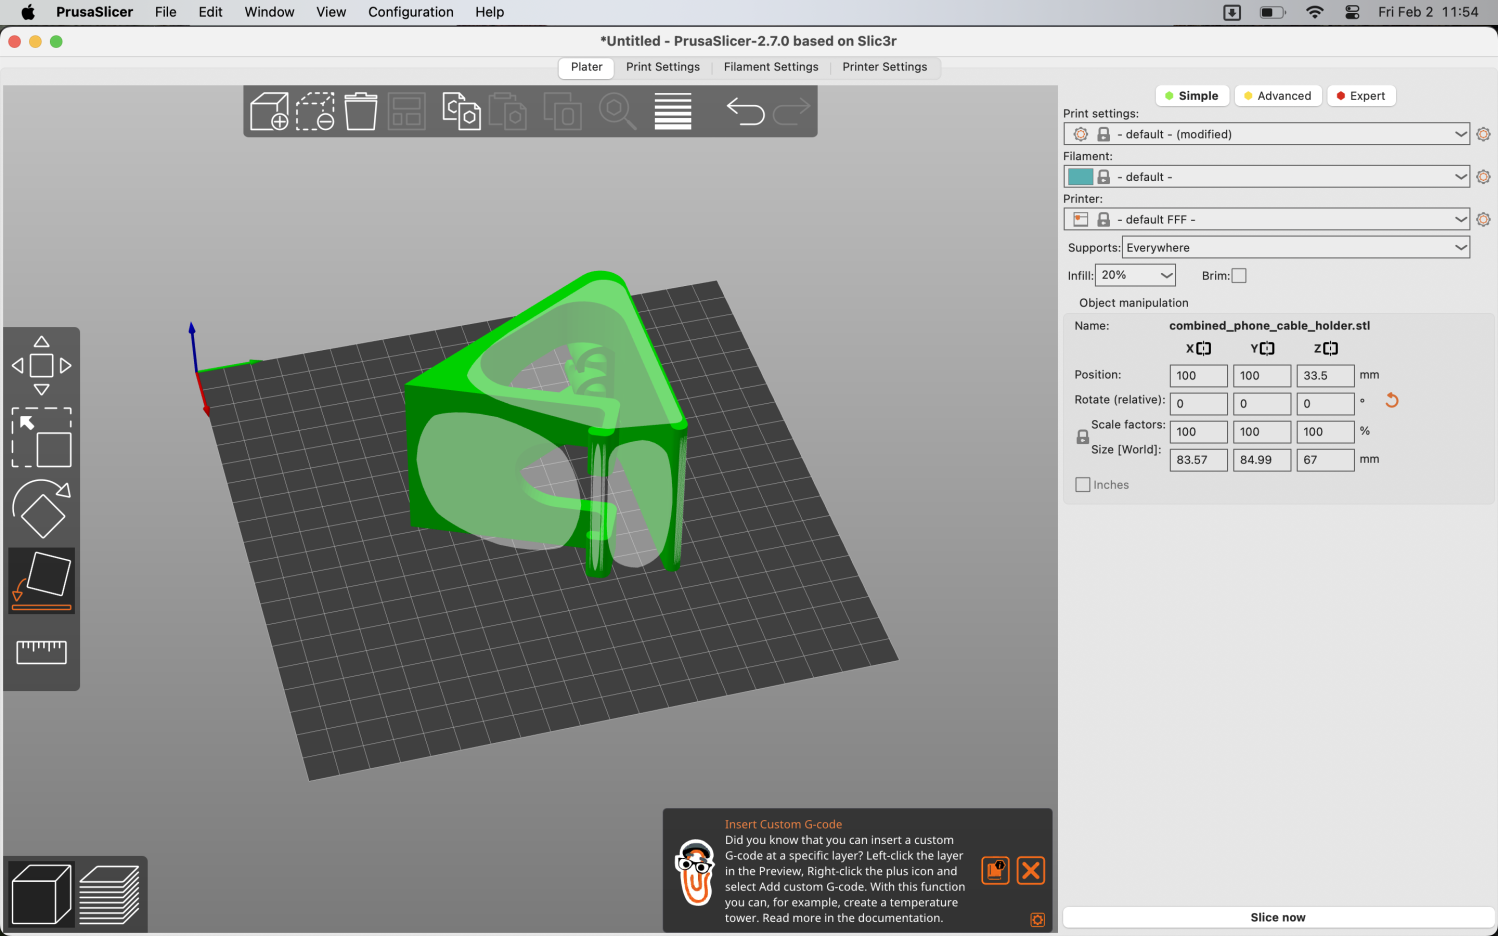 PrusaSlicer File Edit Window View Configuration Help Fri Feb 2 11:54
*Untitled - PrusaSlicer-2.7.0 based on Slic3r
Plater Print Settings Filament Settings Printer Settings
Simple Advanced Expert
Print settings:
- default - (modified)
Filament:
- default -
Printer:
- default FFF -
Supports: Everywhere
Infill: 20% Brim:
Object manipulation
Name: combined_phone_cable_holder.stl
X Y Z
Position: 100 100 33.5 mm
Rotate (relative): 0 0 0 °
Scale factors: 100 100 100 %
Size [World]: 83.57 84.99 67 mm
Inches
Insert Custom G-code
Did you know that you can insert a custom
G-code at a specific layer? Left-click the layer
in the Preview, Right-click the plus icon and
select Add custom G-code. With this function
you can, for example, create a temperature
tower. Read more in the documentation.
Slice now